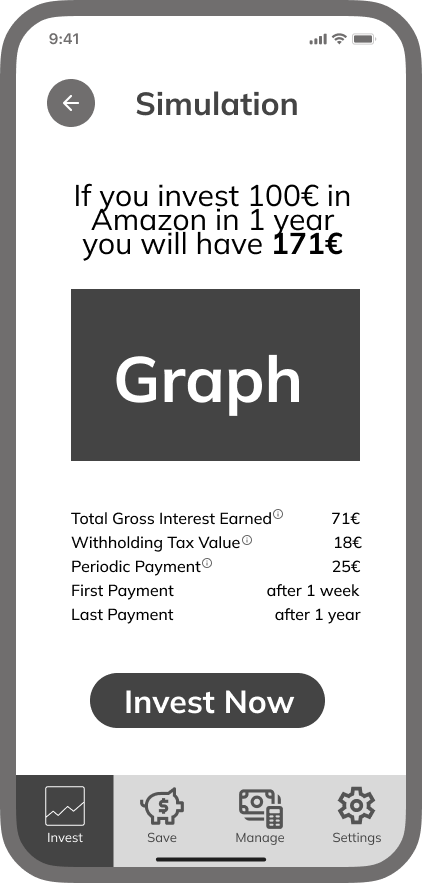 9:41
Simulation
If you invest 100€ in
Amazon in 1 year
you will have 171€
Graph
Total Gross Interest Earned 71€
Withholding Tax Value 18€
Periodic Payment 25€
First Payment after 1 week
Last Payment after 1 year
Invest Now
Invest Save Manage Settings